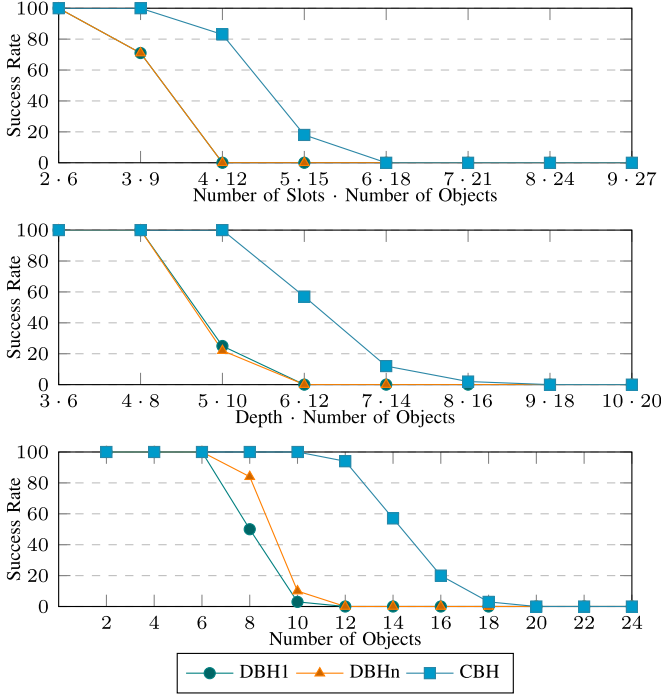 100
80
60
40
20
0
Success Rate
2 · 6 3 · 9 4 · 12 5 · 15 6 · 18 7 · 21 8 · 24 9 · 27
Number of Slots · Number of Objects
100
80
60
40
20
0
Success Rate
3 · 6 4 · 8 5 · 10 6 · 12 7 · 14 8 · 16 9 · 18 10 · 20
Depth · Number of Objects
100
80
60
40
20
0
Success Rate
2 4 6 8 10 12 14 16 18 20 22 24
Number of Objects
DBH1 DBHn CBH